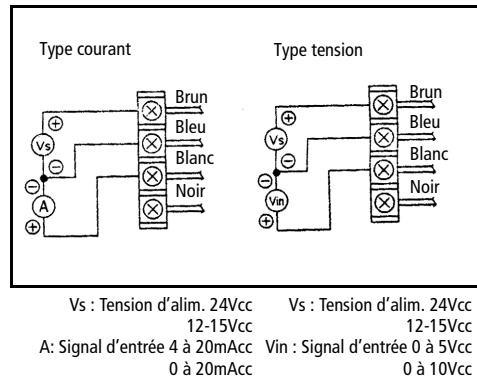 Type courant
Brun
Bleu
Blanc
Noir
Vs
A
Type tension
Brun
Bleu
Blanc
Noir
Vs
Vin
Vs : Tension d'alim. 24Vcc
12-15Vcc
A: Signal d'entrée 4 à 20mAcc
0 à 20mAcc
Vs : Tension d'alim. 24Vcc
12-15Vcc
Vin : Signal d'entrée 0 à 5Vcc
0 à 10Vcc